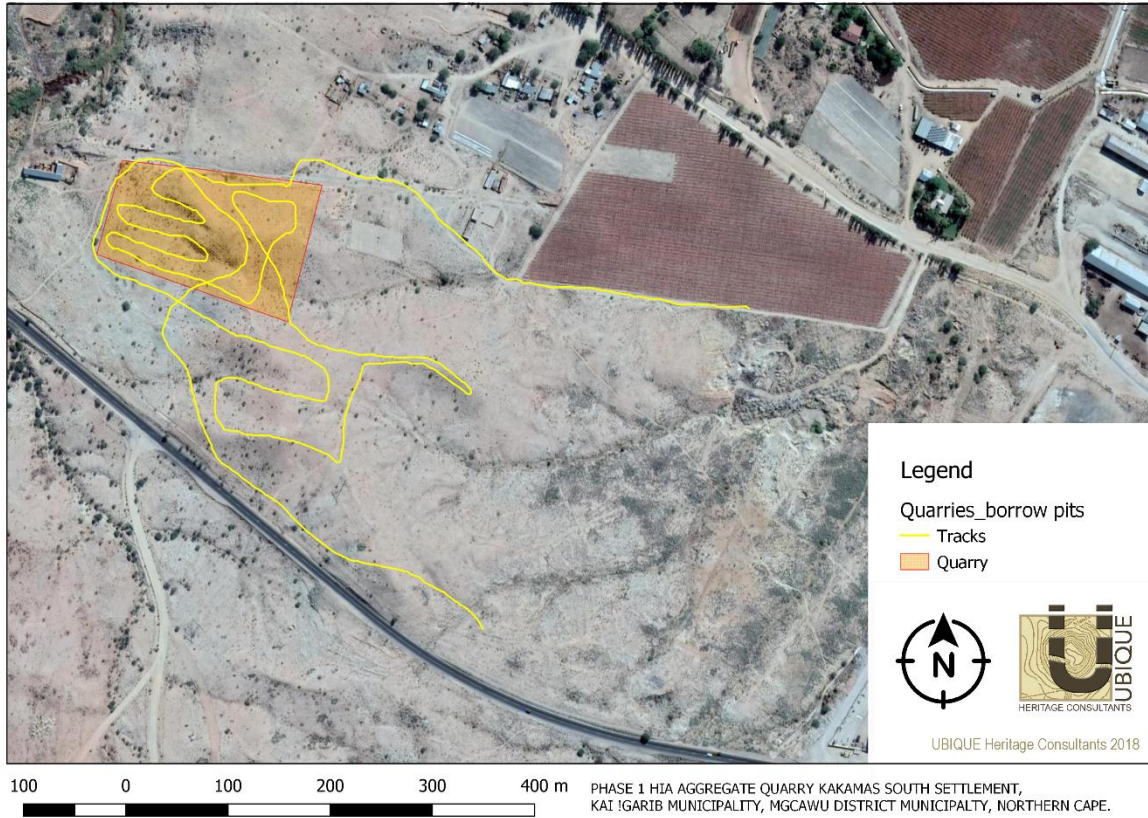 Legend
Quarries_borrow pits
Tracks
Quarry
N
Ü
UBIQUE
HERITAGE CONSULTANTS
UBIQUE Heritage Consultants 2018
100 0 100 200 300 400 m
PHASE 1 HIA AGGREGATE QUARRY KAKAMAS SOUTH SETTLEMENT,
KAI !GARIB MUNICIPALITY, MGCAWU DISTRICT MUNICIPALTY, NORTHERN CAPE.